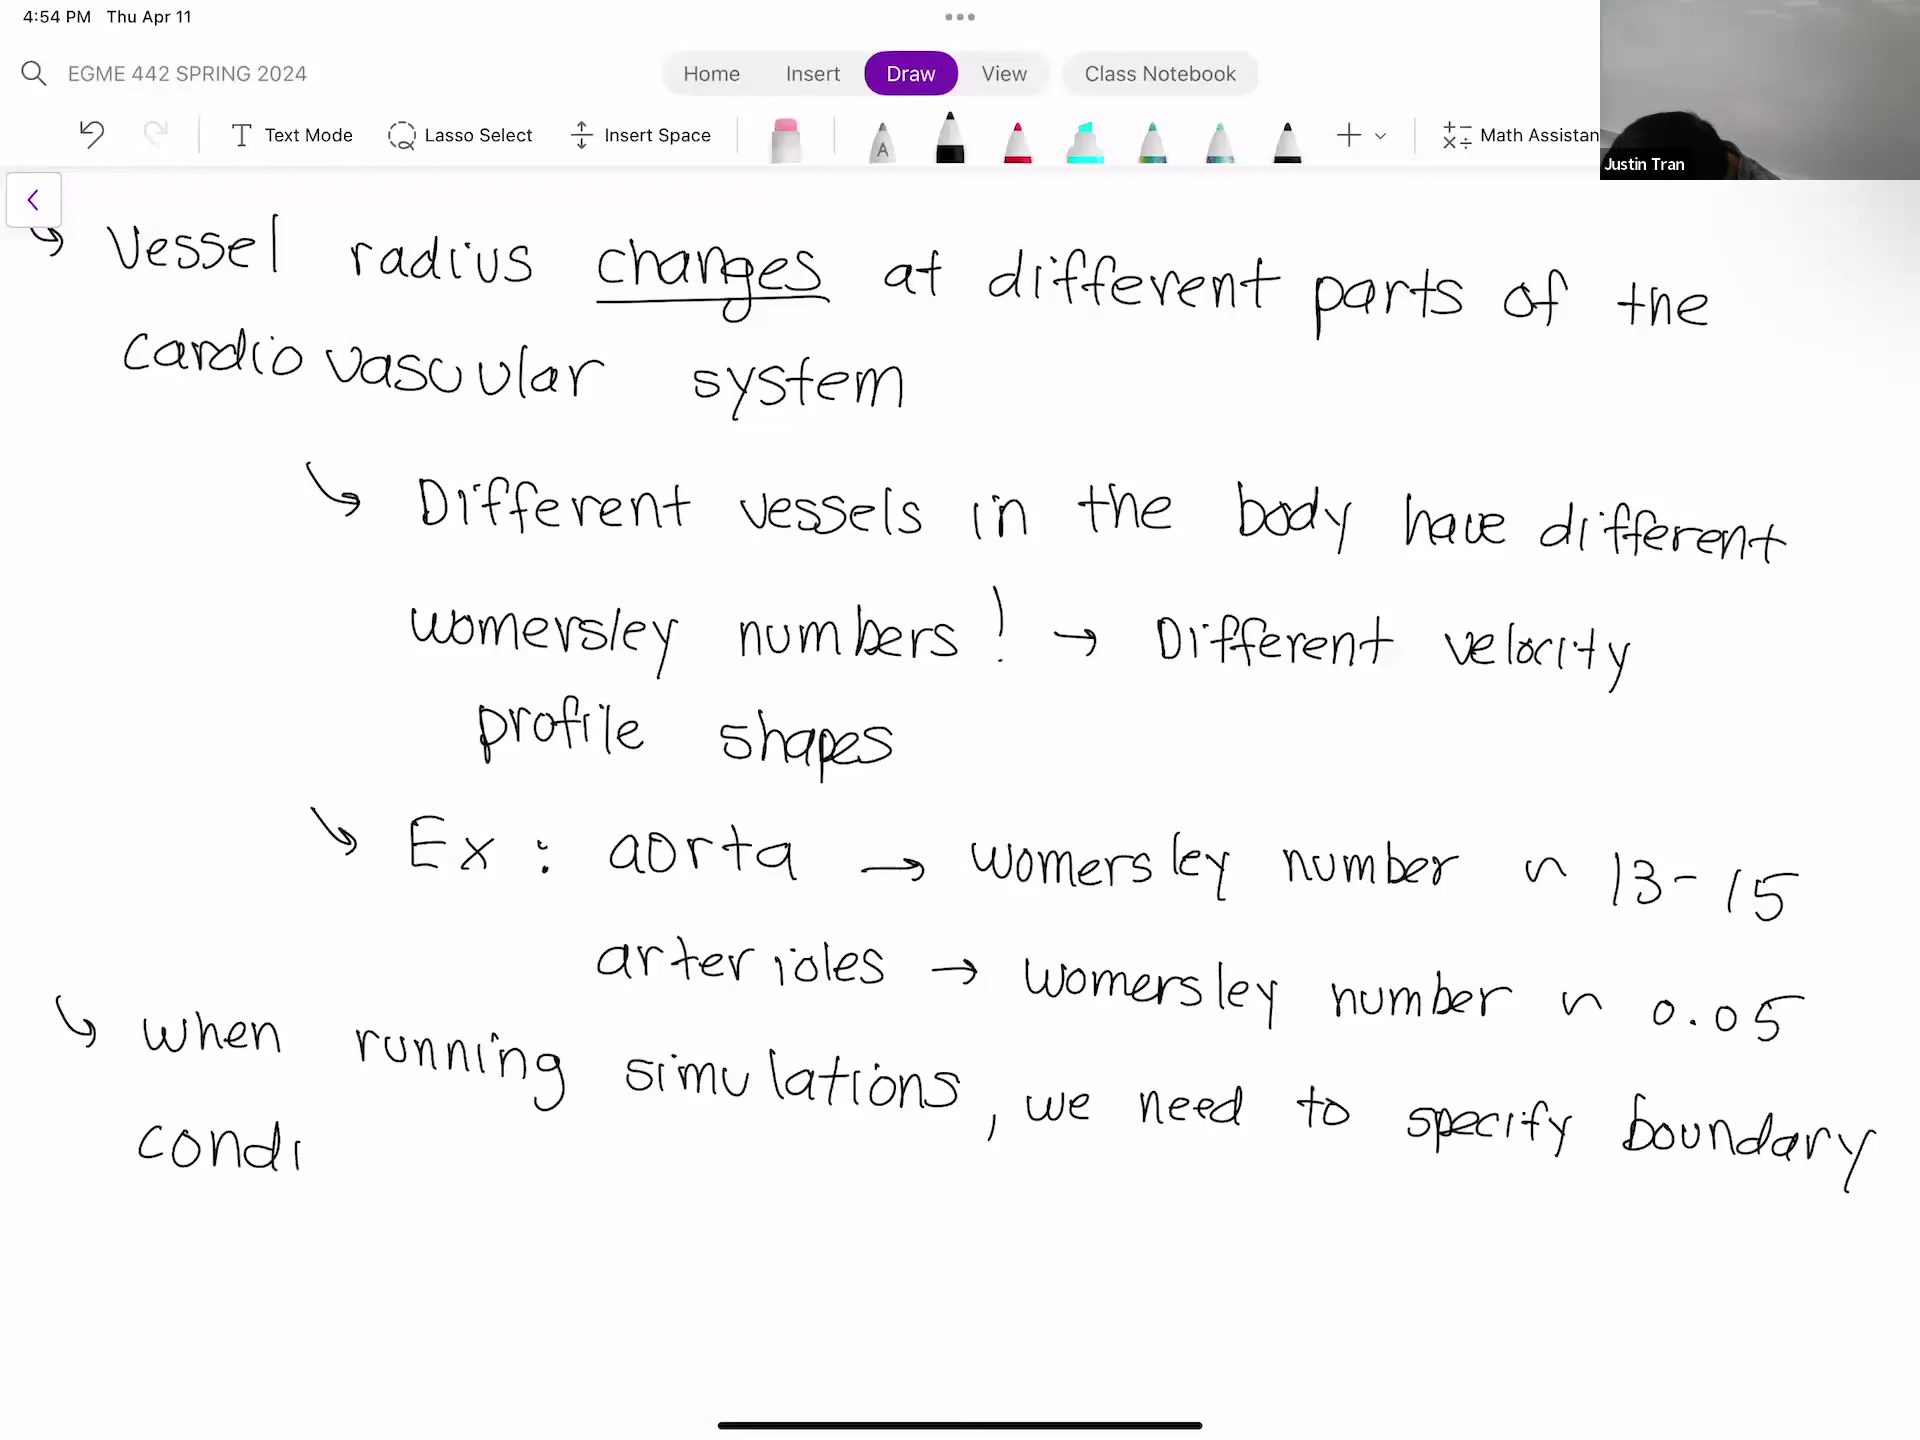 4:54 PM Thu Apr 11
EGME 442 SPRING 2024
Home Insert Draw View Class Notebook
Text Mode Lasso Select Insert Space A Math Assistan
Justin Tran
Vessel radius changes at different parts of the
cardiovascular system
Different vessels in the body have different
womersley numbers! → Different velocity
profile shapes
Ex: aorta → womersley number ~ 13-15
arterioles → womersley number ~ 0.05
when running simulations, we need to specify boundary
condi